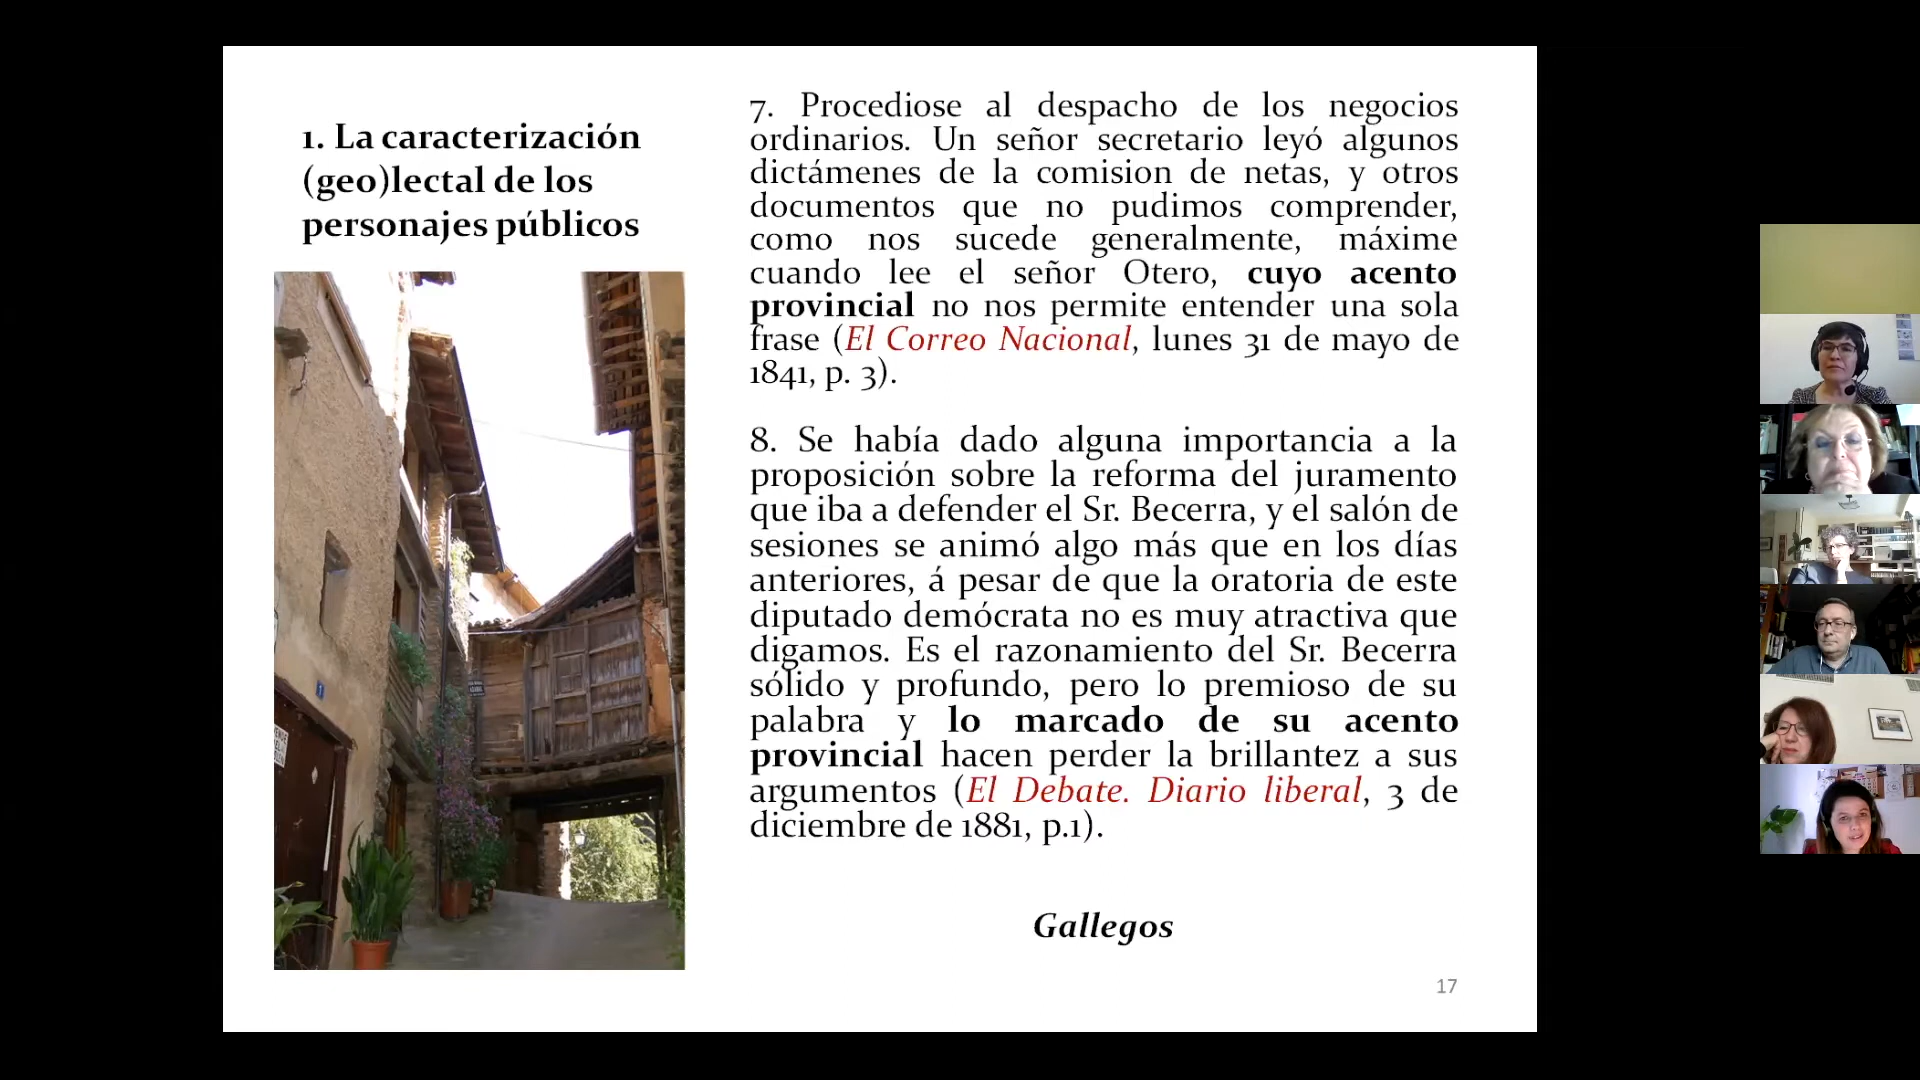 1. La caracterización
(geo)lectal de los
personajes públicos
7. Procediose al despacho de los negocios
ordinarios. Un señor secretario leyó algunos
dictámenes de la comision de netas, y otros
documentos que no pudimos comprender,
como nos sucede generalmente, máxime
cuando lee el señor Otero, cuyo acento
provincial no nos permite entender una sola
frase (El Correo Nacional, lunes 31 de mayo de
1841, p. 3).
8. Se había dado alguna importancia a la
proposición sobre la reforma del juramento
que iba a defender el Sr. Becerra, y el salón de
sesiones se animó algo más que en los días
anteriores, á pesar de que la oratoria de este
diputado demócrata no es muy atractiva que
digamos. Es el razonamiento del Sr. Becerra
sólido y profundo, pero lo premioso de su
palabra y lo marcado de su acento
provincial hacen perder la brillantez a sus
argumentos (El Debate. Diario liberal, 3 de
diciembre de 1881, p.1).
Gallegos
17